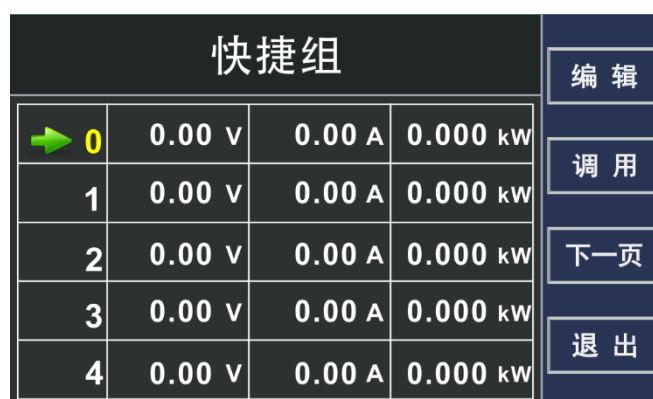 快捷组
0 0.00 V 0.00 A 0.000 kW
1 0.00 V 0.00 A 0.000 kW
2 0.00 V 0.00 A 0.000 kW
3 0.00 V 0.00 A 0.000 kW
4 0.00 V 0.00 A 0.000 kW
编 辑
调 用
下一页
退 出